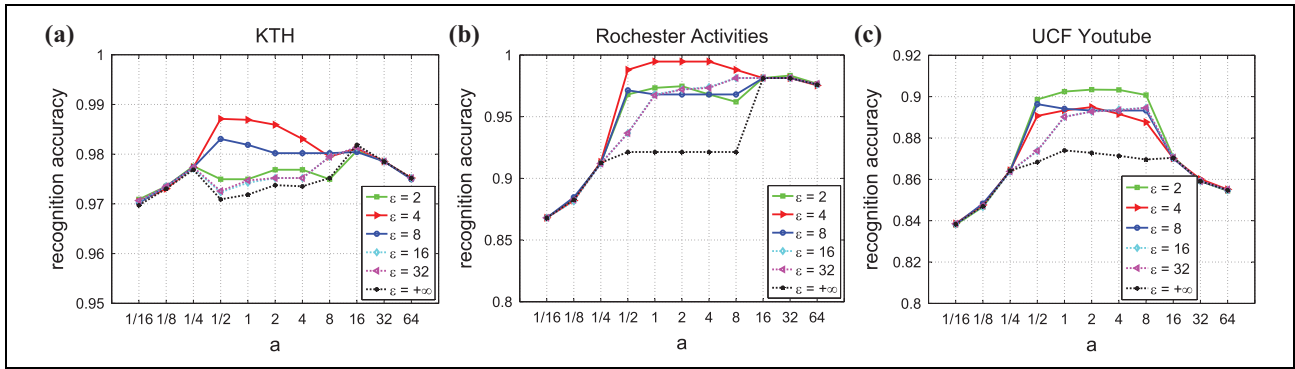 (a) KTH
1
0.99
0.98
0.97
0.96
0.95
recognition accuracy
1/16 1/8 1/4 1/2 1 2 4 8 16 32 64
a
ε = 2
ε = 4
ε = 8
ε = 16
ε = 32
ε = +∞
(b) Rochester Activities
1
0.95
0.9
0.85
0.8
recognition accuracy
1/16 1/8 1/4 1/2 1 2 4 8 16 32 64
a
ε = 2
ε = 4
ε = 8
ε = 16
ε = 32
ε = +∞
(c) UCF Youtube
0.92
0.9
0.88
0.86
0.84
0.82
0.8
recognition accuracy
1/16 1/8 1/4 1/2 1 2 4 8 16 32 64
a
ε = 2
ε = 4
ε = 8
ε = 16
ε = 32
ε = +∞